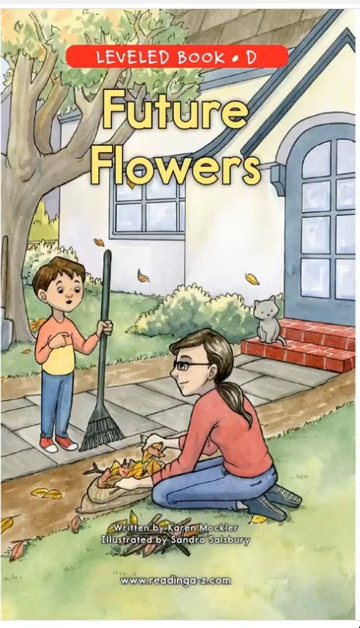 LEVELED BOOK • D
Future
Flowers
Written by Karen Mockler
Illustrated by Sandra Salsbury
www.readinga-z.com